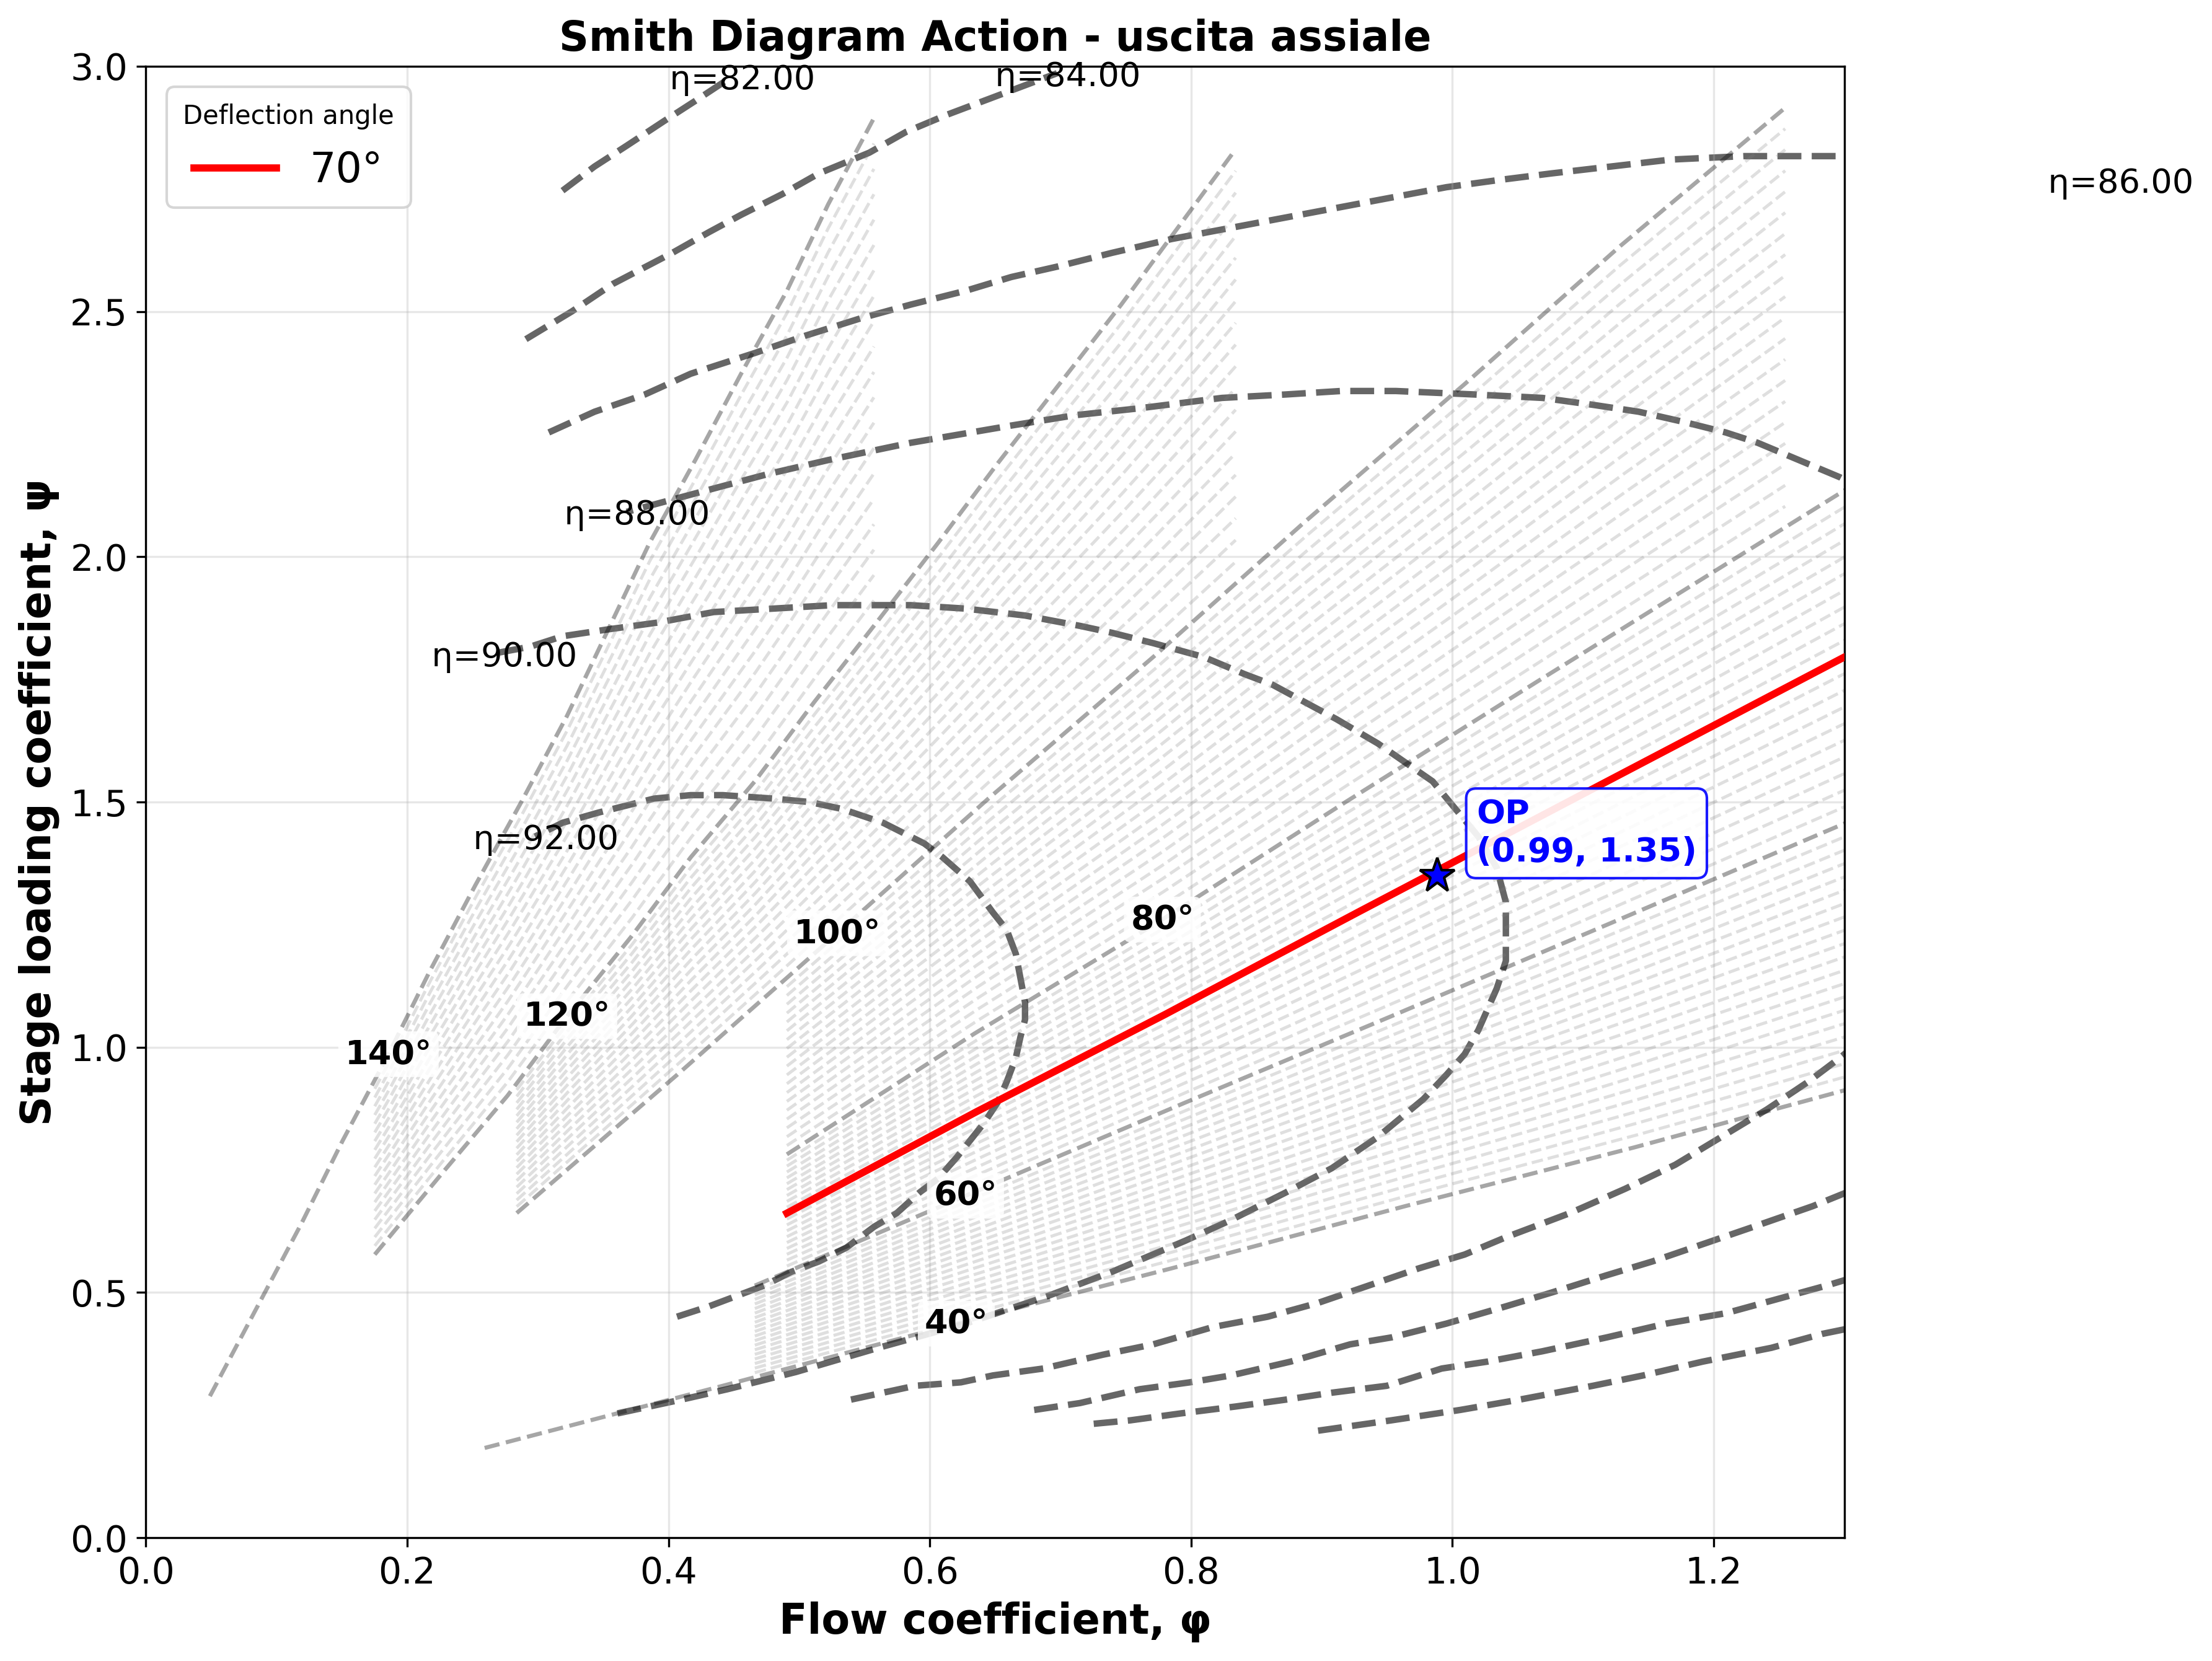 Smith Diagram Action - uscita assiale
Deflection angle
70°
η=82.00
η=84.00
η=86.00
η=88.00
η=90.00
η=92.00
OP
(0.99, 1.35)
140°
120°
100°
80°
60°
40°
Stage loading coefficient, ψ
3.0
2.5
2.0
1.5
1.0
0.5
0.0
0.0
0.2
0.4
0.6
0.8
1.0
1.2
Flow coefficient, φ